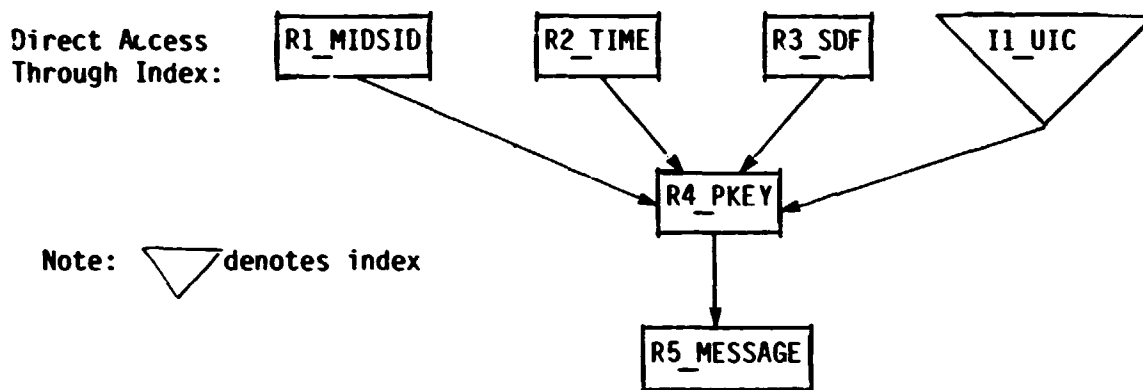 Direct Access
Through Index:
R1_MIDSID
R2_TIME
R3_SDF
I1_UIC
R4_PKEY
Note: denotes index
R5_MESSAGE